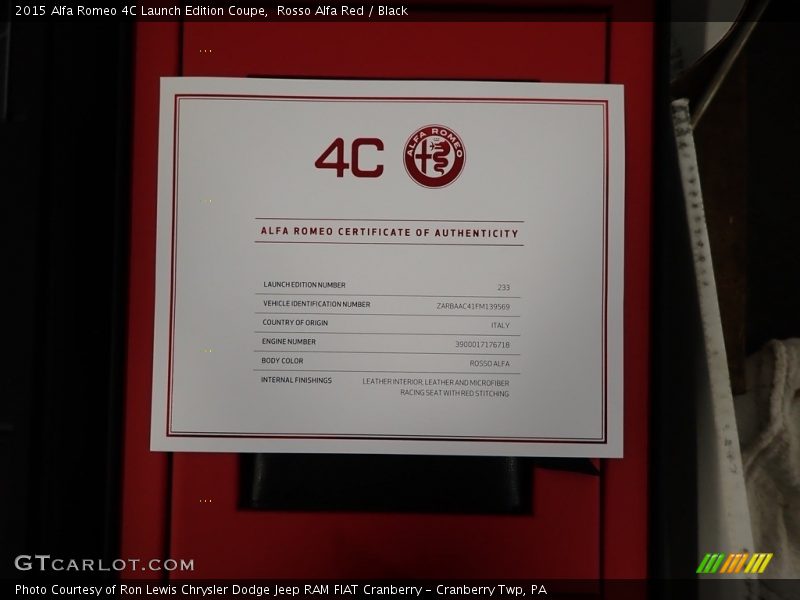 2015 Alfa Romeo 4C Launch Edition Coupe,  Rosso Alfa Red / Black
4C
ALFA ROMEO
ALFA ROMEO CERTIFICATE OF AUTHENTICITY
LAUNCH EDITION NUMBER 233
VEHICLE IDENTIFICATION NUMBER ZARBAAC41FM139569
COUNTRY OF ORIGIN ITALY
ENGINE NUMBER 3900017176718
BODY COLOR ROSSO ALFA
INTERNAL FINISHINGS LEATHER INTERIOR, LEATHER AND MICROFIBER
RACING SEAT WITH RED STITCHING
GTCARLOT.COM
Photo Courtesy of Ron Lewis Chrysler Dodge Jeep RAM FIAT Cranberry – Cranberry Twp, PA